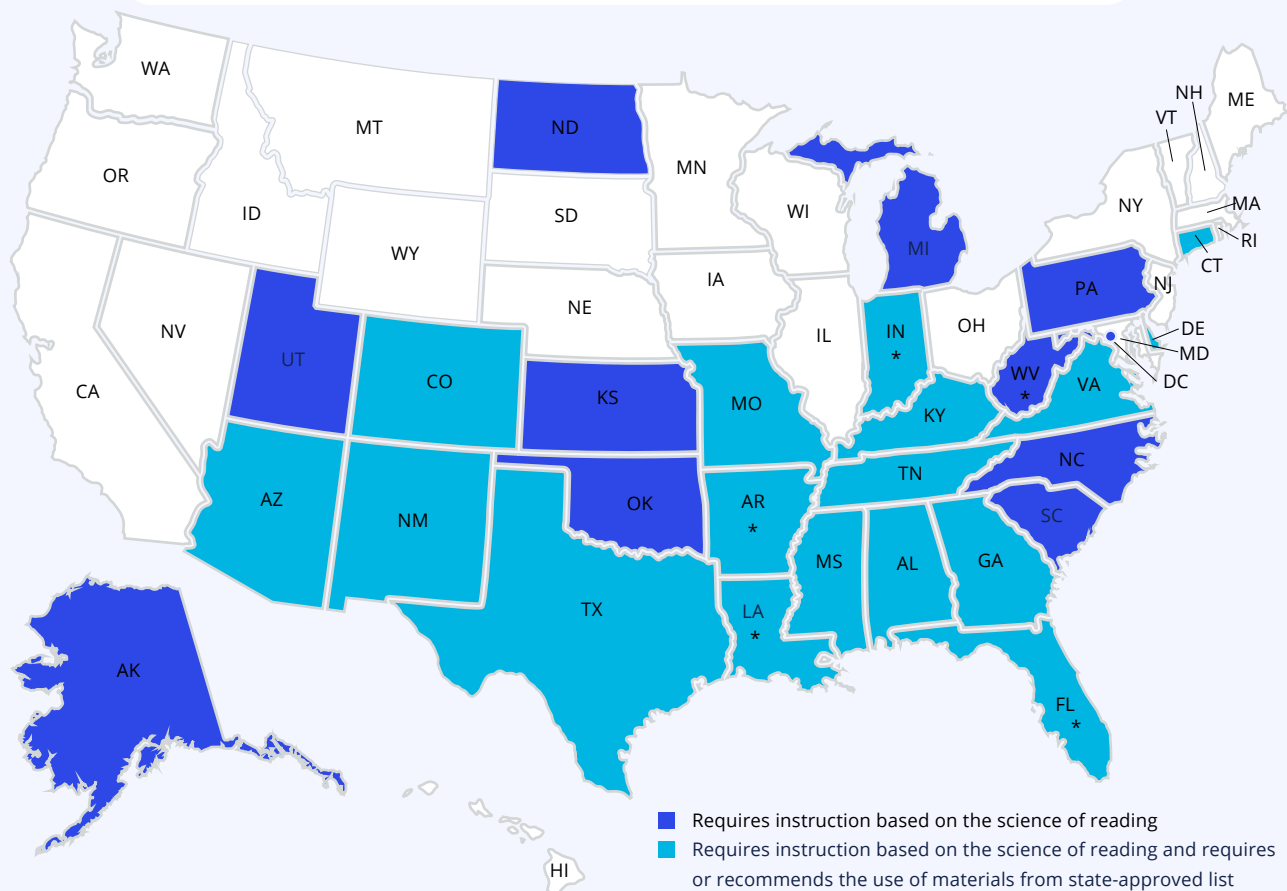 WA
MT
ND
MN
OR
ID
SD
WI
WY
IA
NE
NV
UT
CO
CA
KS
MO
IL
IN
*
OH
MI
PA
NY
VT
NH
ME
MA
RI
CT
NJ
DE
MD
DC
WV
*
VA
KY
NC
TN
SC
AZ
NM
OK
AR
*
MS
AL
GA
TX
LA
*
FL
*
AK
HI
Requires instruction based on the science of reading
Requires instruction based on the science of reading and requires
or recommends the use of materials from state-approved list